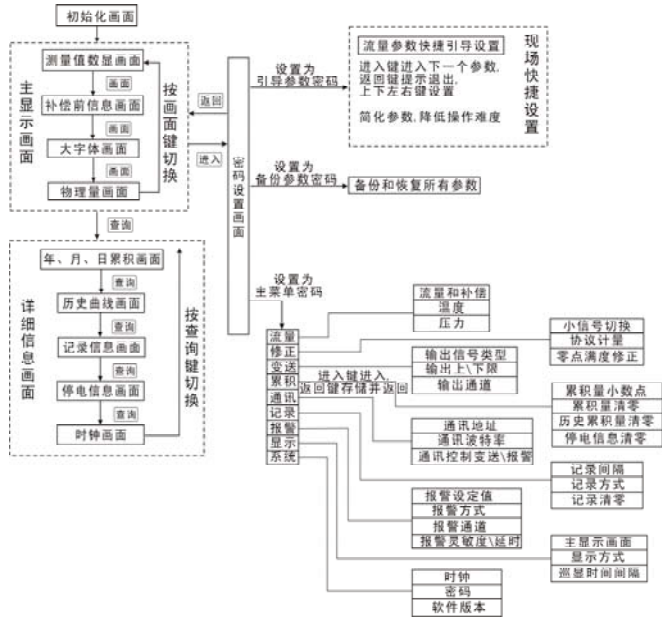 初始化画面
主显示画面
测量值数显画面
画面
补偿前信息画面
画面
大字体画面
画面
物理量画面
按画面键切换
查询
详细信息画面
年、月、日累积画面
查询
历史曲线画面
查询
记录信息画面
查询
停电信息画面
查询
时钟画面
按查询键切换
返回
进入
密码设置画面
设置为
引导参数密码
流量参数快捷引导设置
进入键进入下一个参数,
返回键提示退出,
上下左右键设置
简化参数,降低操作难度
现场快捷设置
设置为
备份参数密码
备份和恢复所有参数
设置为
主菜单密码
流量
修正
变送
累积
通讯
记录
报警
显示
系统
进入键进入,
返回键存储并返回
流量和补偿
温度
压力
小信号切换
协议计量
零点满度修正
输出信号类型
输出上\下限
输出通道
累积量小数点
累积量清零
历史累积量清零
停电信息清零
通讯地址
通讯波特率
通讯控制变送\报警
记录间隔
记录方式
记录清零
报警设定值
报警方式
报警通道
报警灵敏度\延时
主显示画面
显示方式
巡显时间间隔
时钟
密码
软件版本